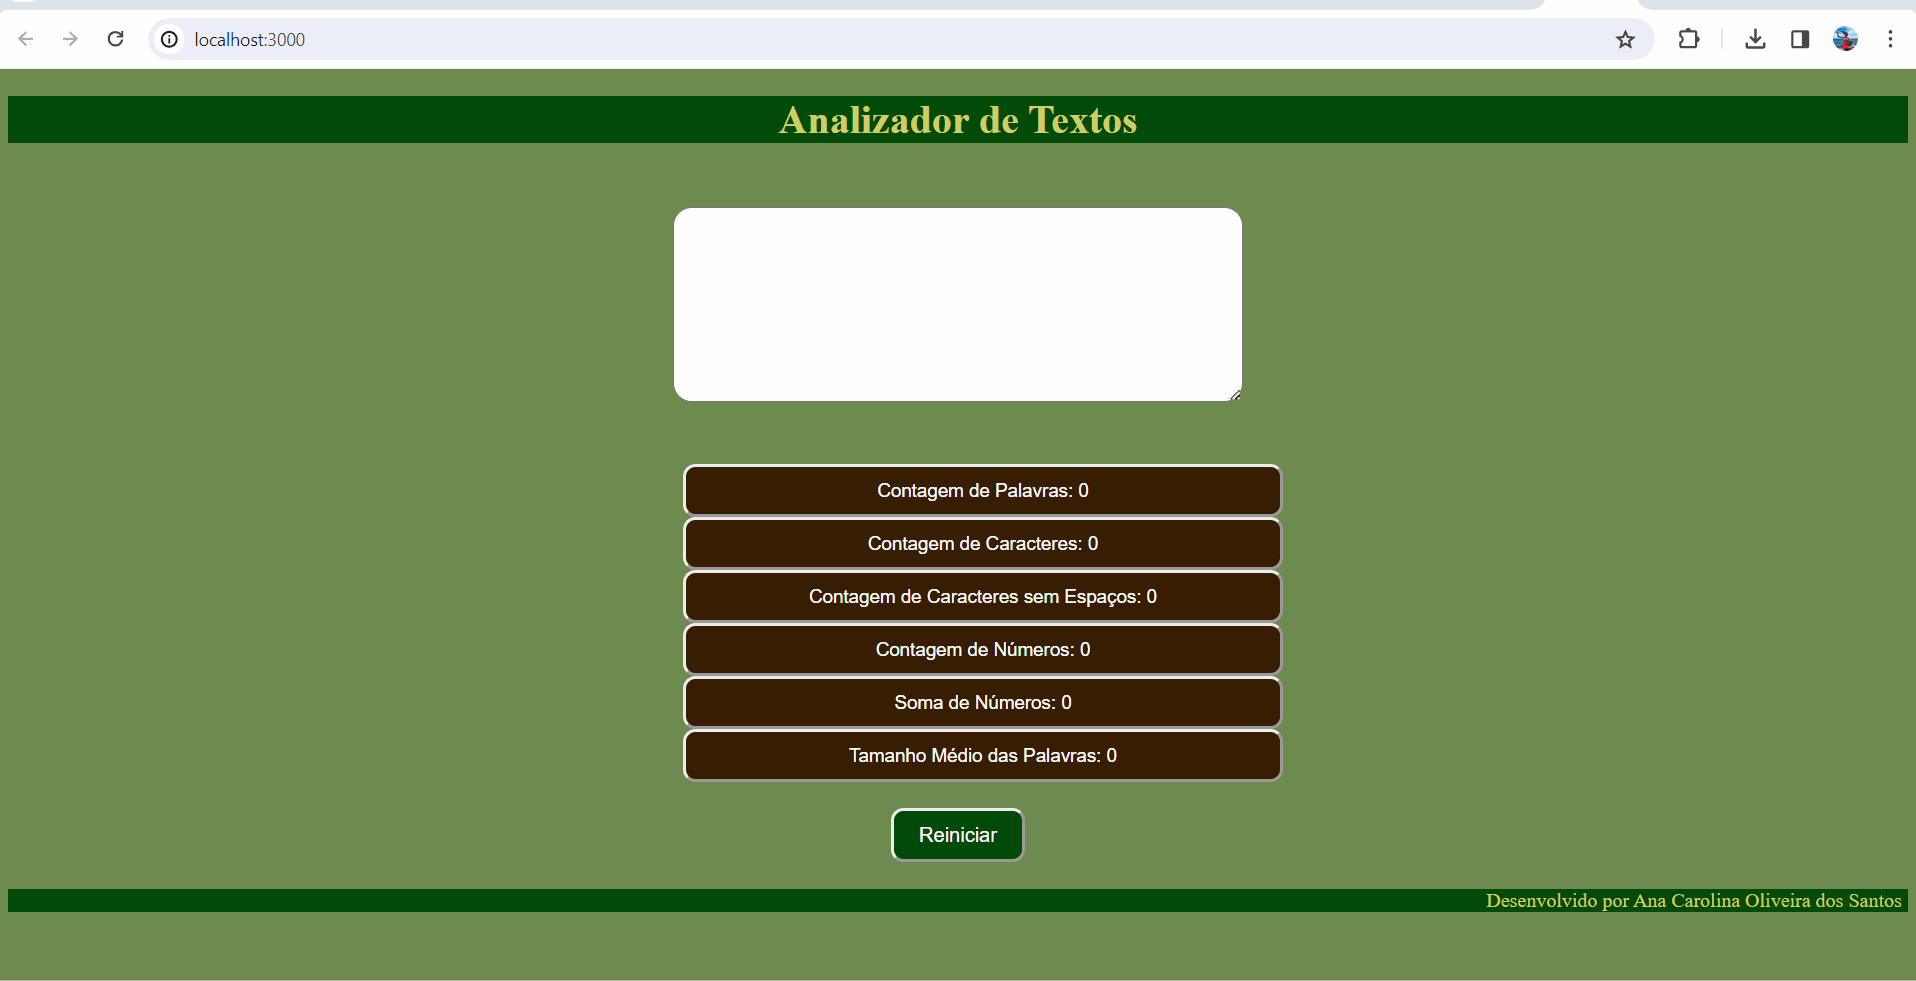 localhost:3000
Analizador de Textos
Contagem de Palavras: 0
Contagem de Caracteres: 0
Contagem de Caracteres sem Espaços: 0
Contagem de Números: 0
Soma de Números: 0
Tamanho Médio das Palavras: 0
Reiniciar
Desenvolvido por Ana Carolina Oliveira dos Santos